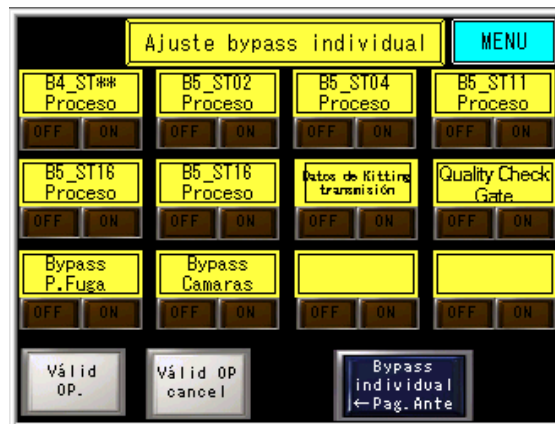 Ajuste bypass individual
MENU
B4_ST**
Proceso
B5_ST02
Proceso
B5_ST04
Proceso
B5_ST11
Proceso
OFF ON
OFF ON
OFF ON
OFF ON
B5_ST16
Proceso
B5_ST16
Proceso
Datos de Kitting
transmisión
Quality Check
Gate
OFF ON
OFF ON
OFF ON
OFF ON
Bypass
P.Fuga
Bypass
Camaras
OFF ON
OFF ON
OFF ON
OFF ON
Válid
OP.
Válid OP
cancel
Bypass
individual
←Pag.Ante